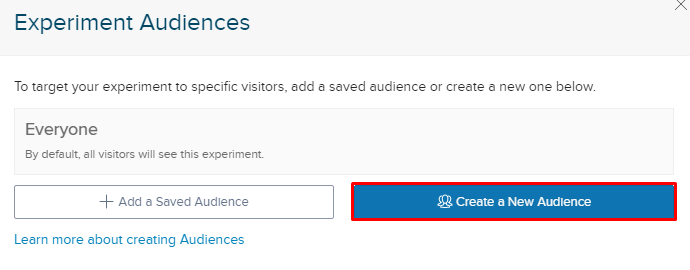 Experiment Audiences
To target your experiment to specific visitors, add a saved audience or create a new one below.
Everyone
By default, all visitors will see this experiment.
Add a Saved Audience
Create a New Audience
Learn more about creating Audiences